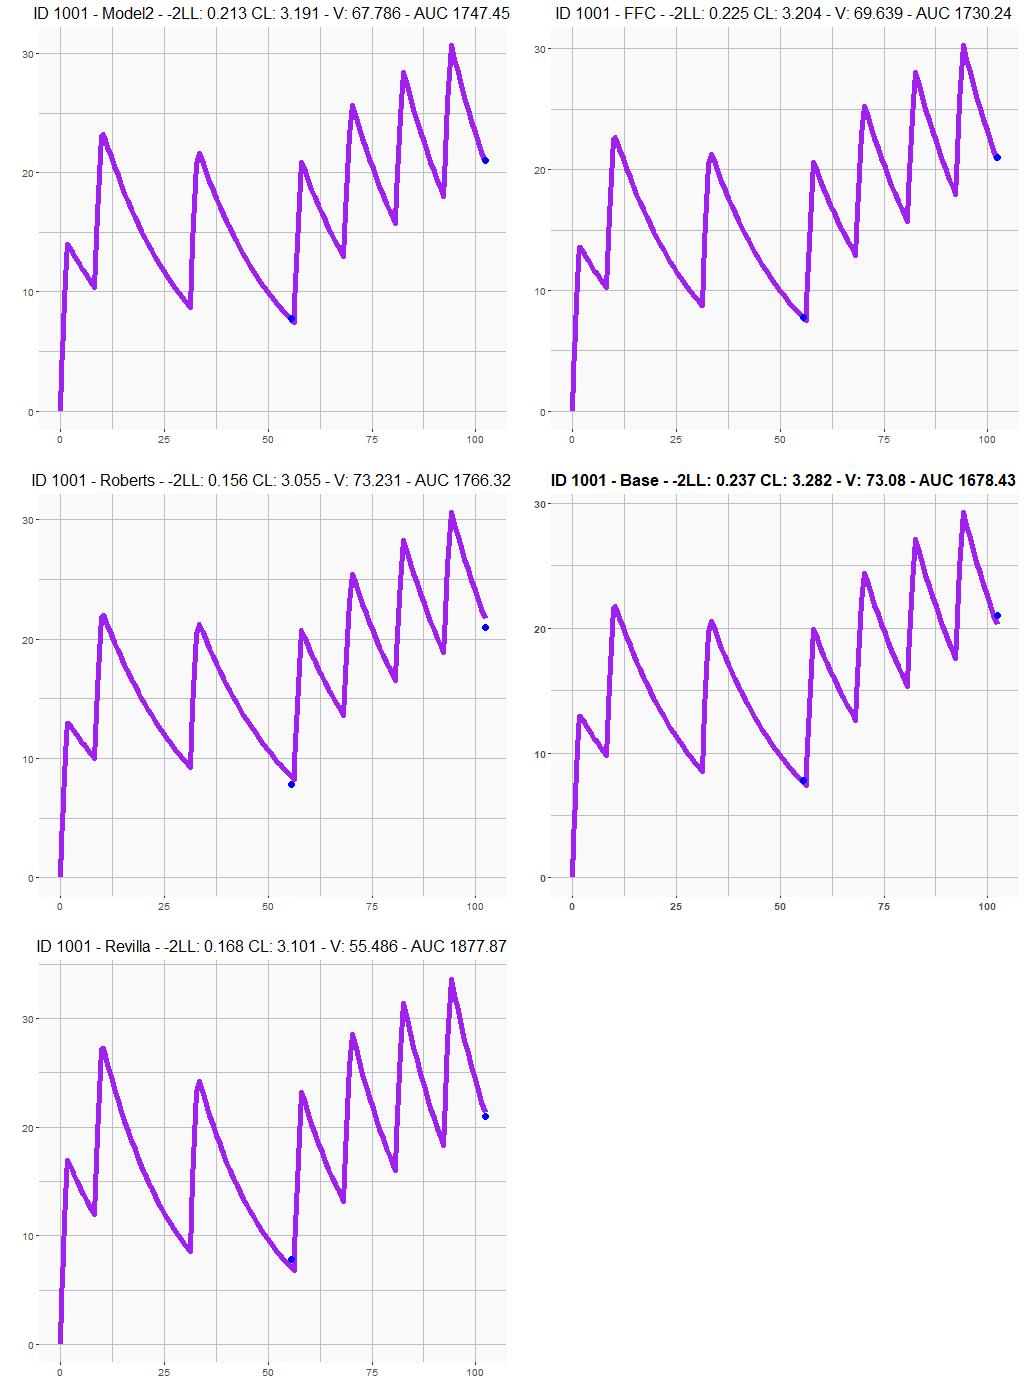 ID 1001 - Model2 - -2LL: 0.213 CL: 3.191 - V: 67.786 - AUC 1747.45
30
20
10
0
0 25 50 75 100
ID 1001 - FFC - -2LL: 0.225 CL: 3.204 - V: 69.639 - AUC 1730.24
30
20
10
0
0 25 50 75 100
ID 1001 - Roberts - -2LL: 0.156 CL: 3.055 - V: 73.231 - AUC 1766.32
30
20
10
0
0 25 50 75 100
ID 1001 - Base - -2LL: 0.237 CL: 3.282 - V: 73.08 - AUC 1678.43
30
20
10
0
0 25 50 75 100
ID 1001 - Revilla - -2LL: 0.168 CL: 3.101 - V: 55.486 - AUC 1877.87
30
20
10
0
0 25 50 75 100